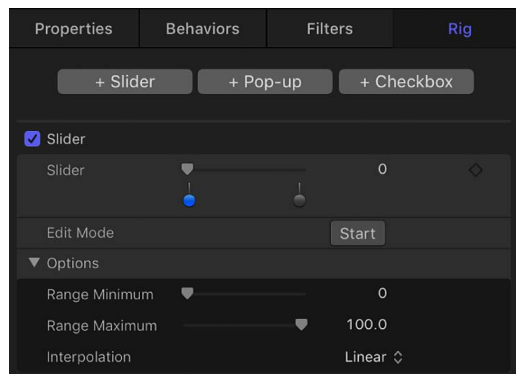 Properties Behaviors Filters Rig
+ Slider + Pop-up + Checkbox
Slider
Slider 0
Edit Mode Start
Options
Range Minimum 0
Range Maximum 100.0
Interpolation Linear